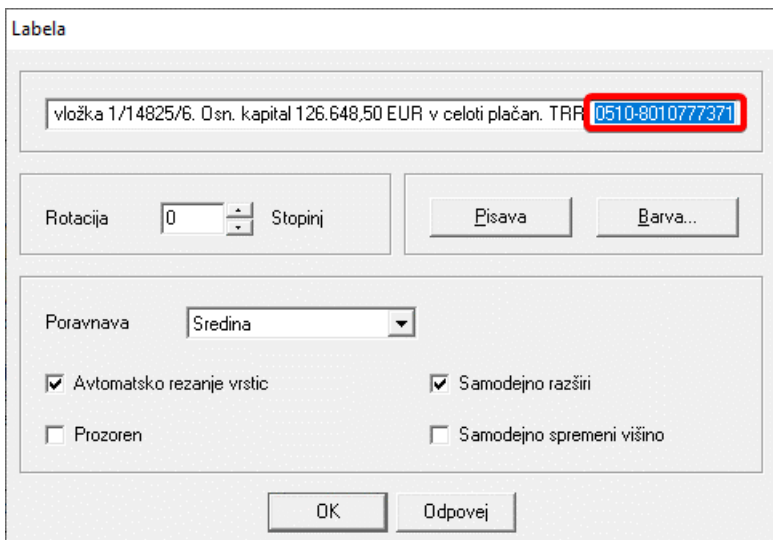 Labela
vložka 1/14825/6. Osn. kapital 126.648,50 EUR v celoti plačan. TRR 0510-8010777371
Rotacija 0 Stopinj Pisava Barva...
Poravnava Sredina
Avtomatsko rezanje vrstic Samodejno razširi
Prozoren Samodejno spremeni višino
OK Odpovej